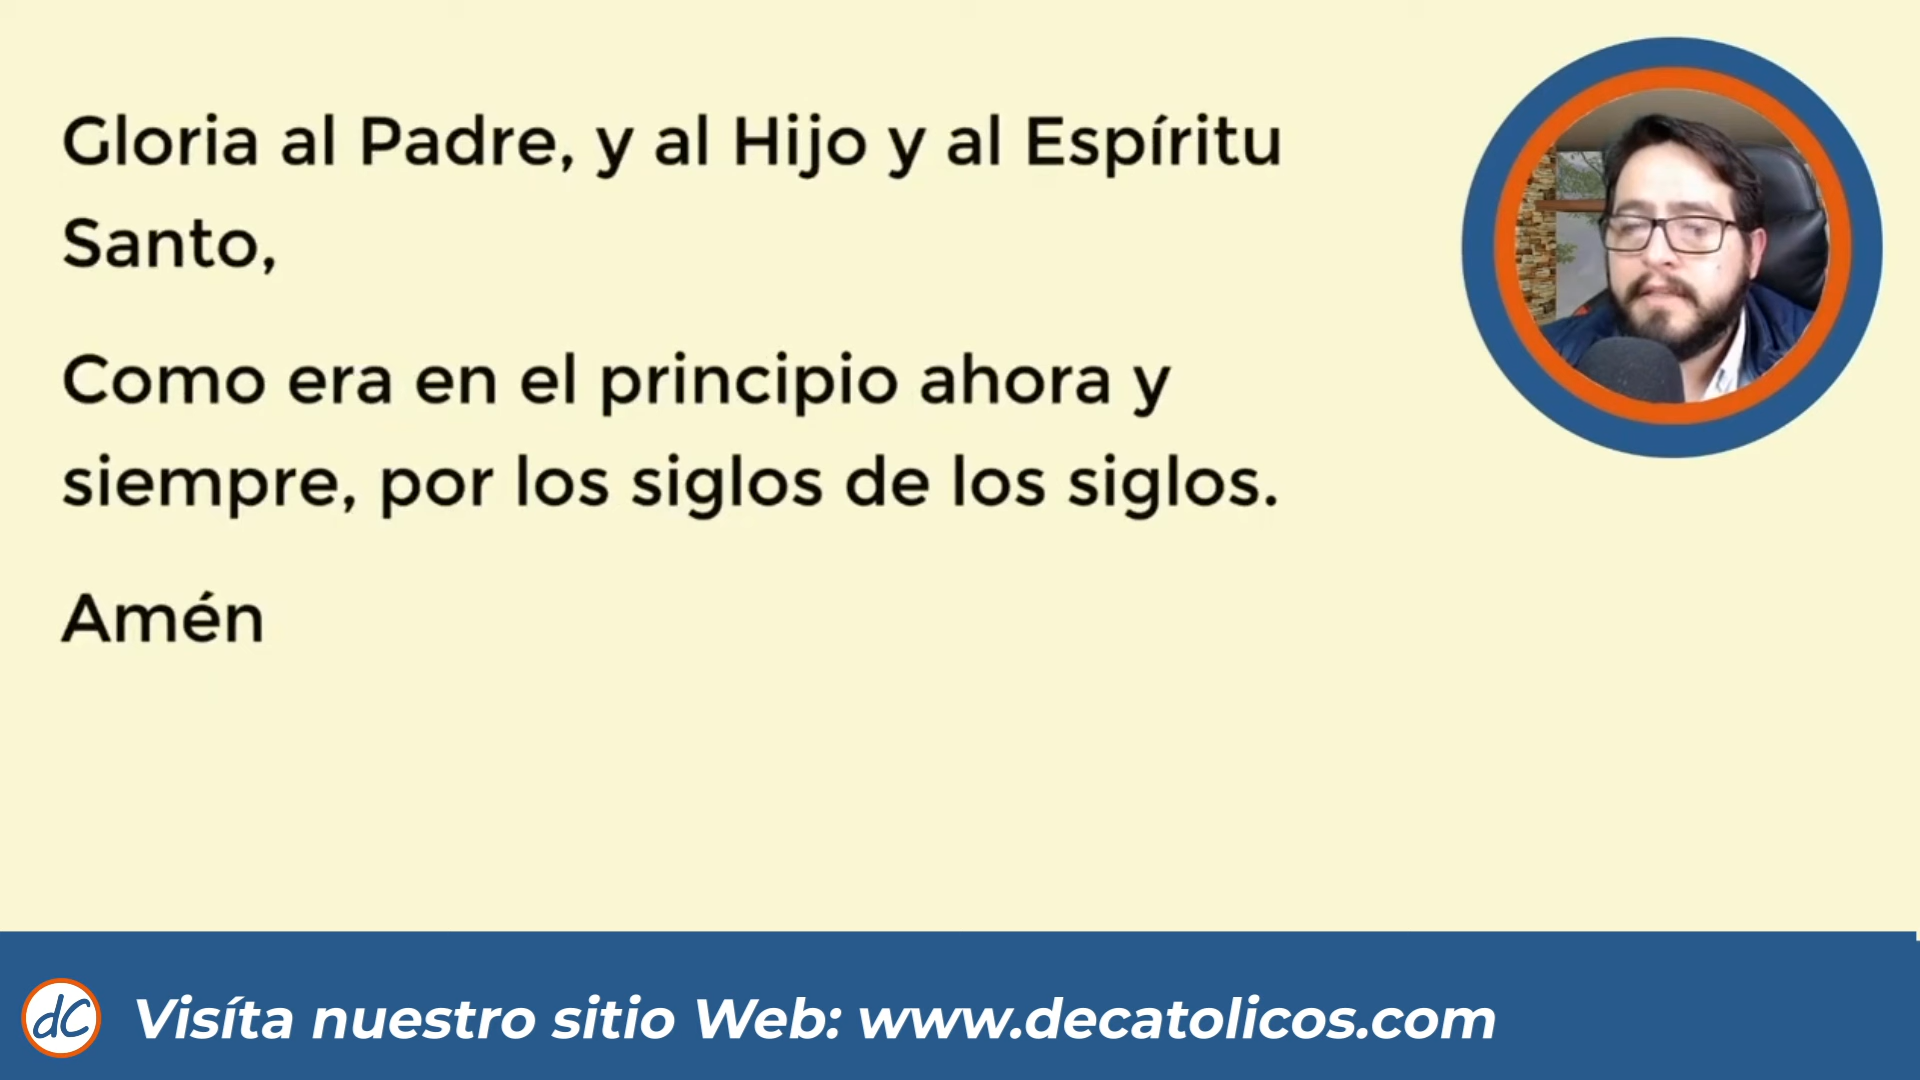 Gloria al Padre, y al Hijo y al Espíritu
Santo,
Como era en el principio ahora y
siempre, por los siglos de los siglos.
Amén
dC Visíta nuestro sitio Web: www.decatolicos.com